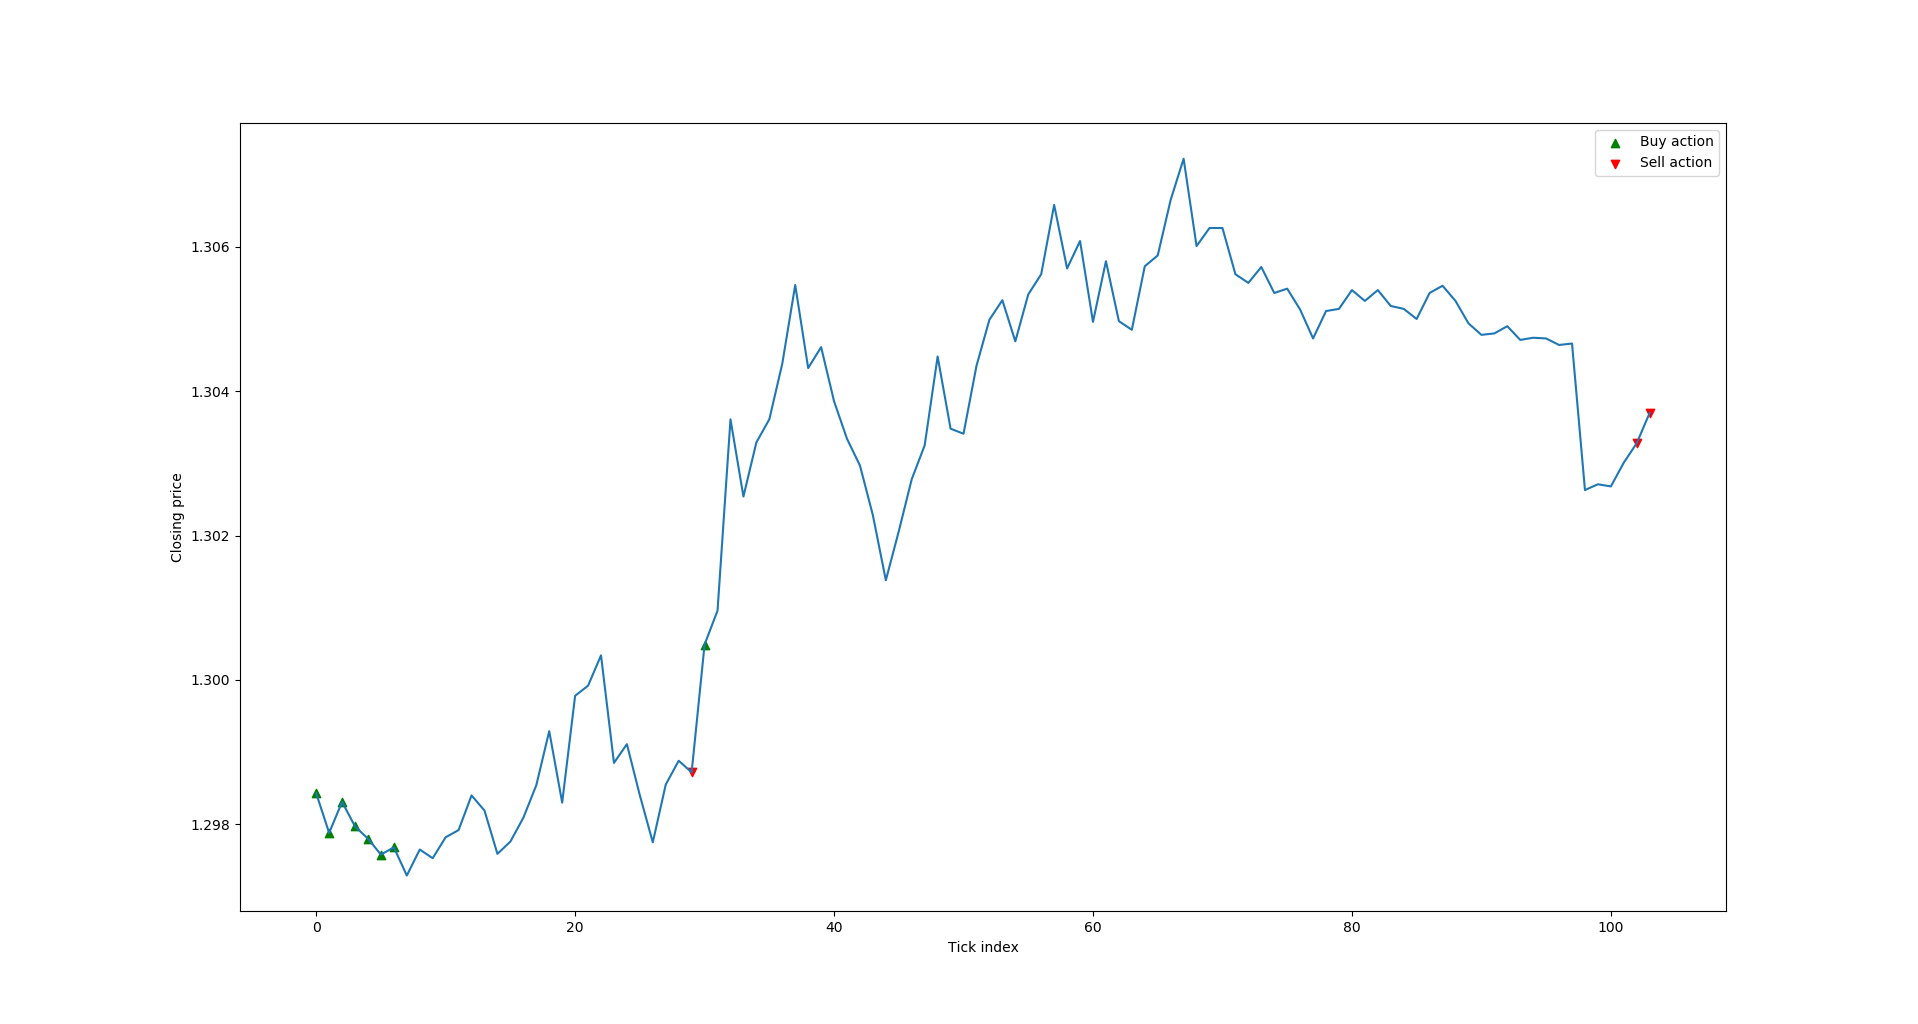 Buy action
Sell action
1.306
1.304
1.302
1.300
1.298
Closing price
0 20 40 60 80 100
Tick index